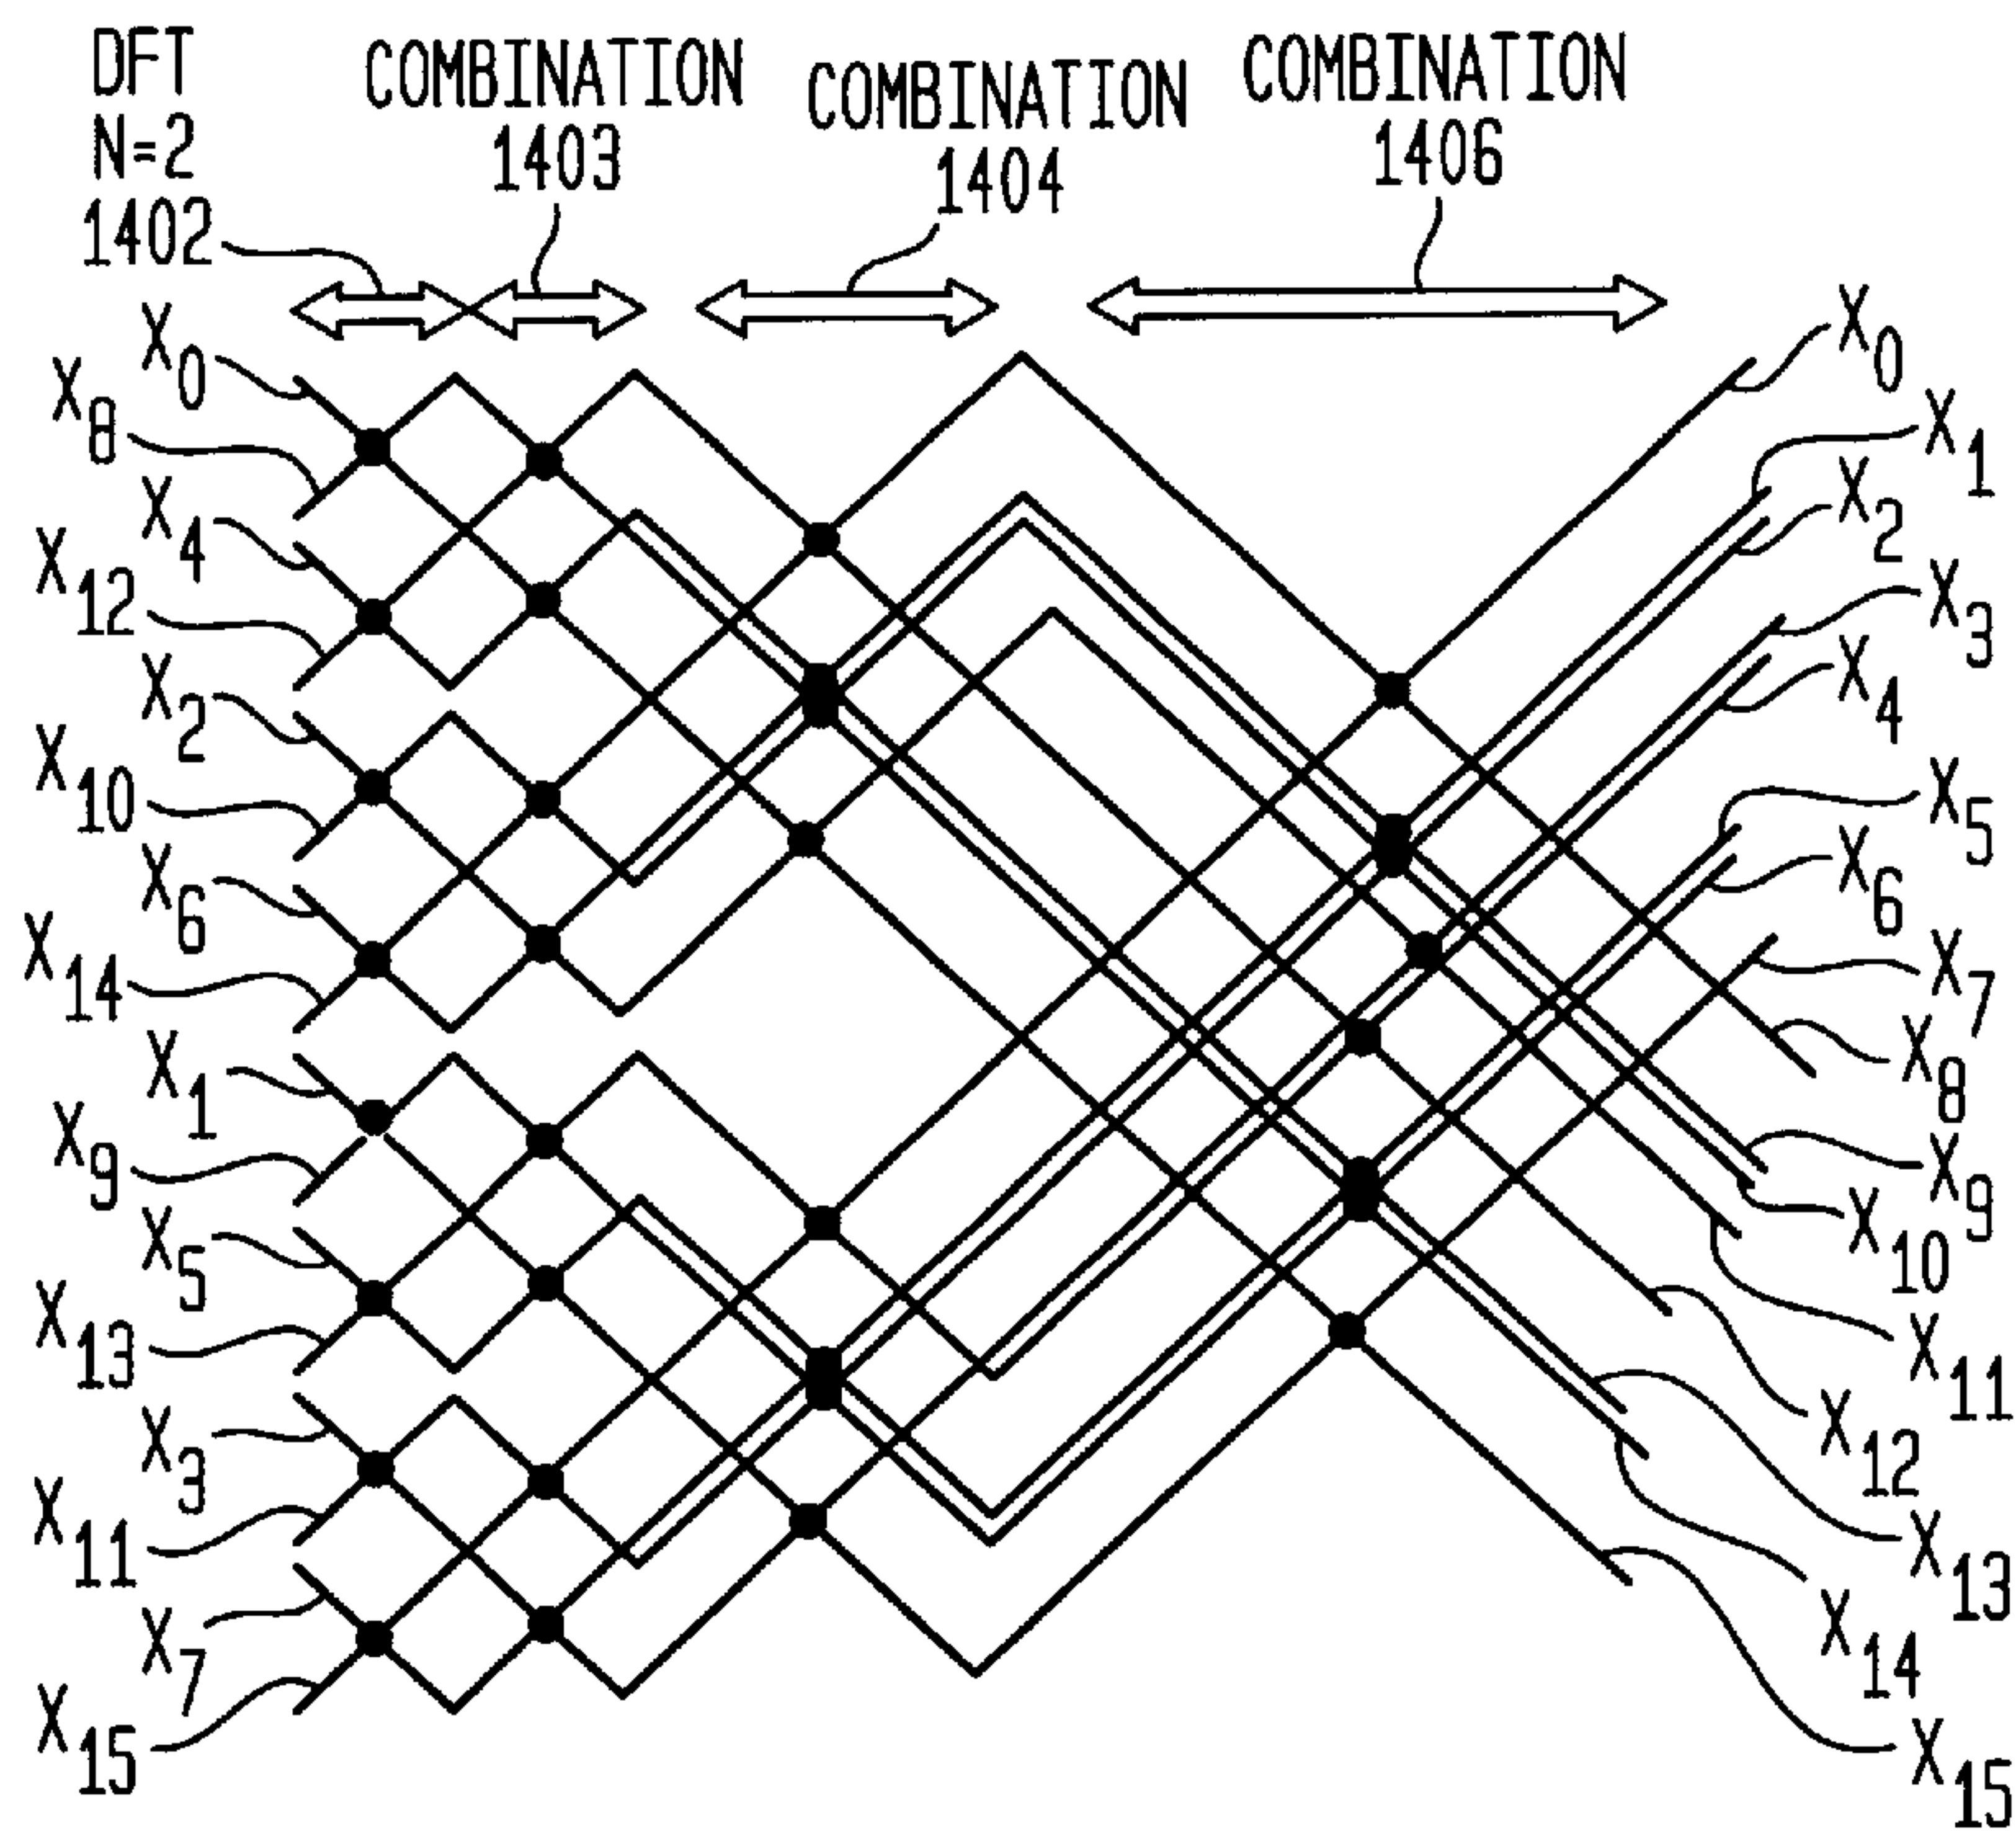 DFT
N=2
1402
COMBINATION
1403
COMBINATION
1404
COMBINATION
1406
X0
X8
X4
X12
X2
X10
X6
X14
X1
X9
X5
X13
X3
X11
X7
X15
X0
X1
X2
X3
X4
X5
X6
X7
X8
X9
X10
X11
X12
X13
X14
X15